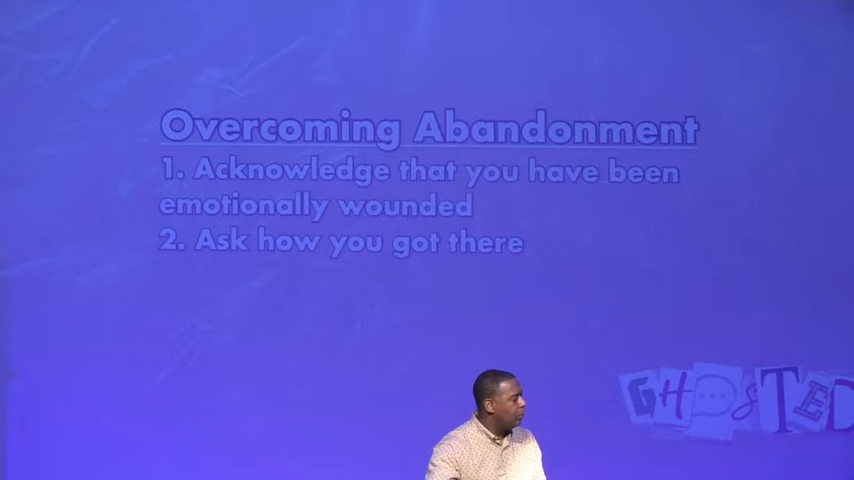 Overcoming Abandonment
1. Acknowledge that you have been
emotionally wounded
2. Ask how you got there
GHOSTED